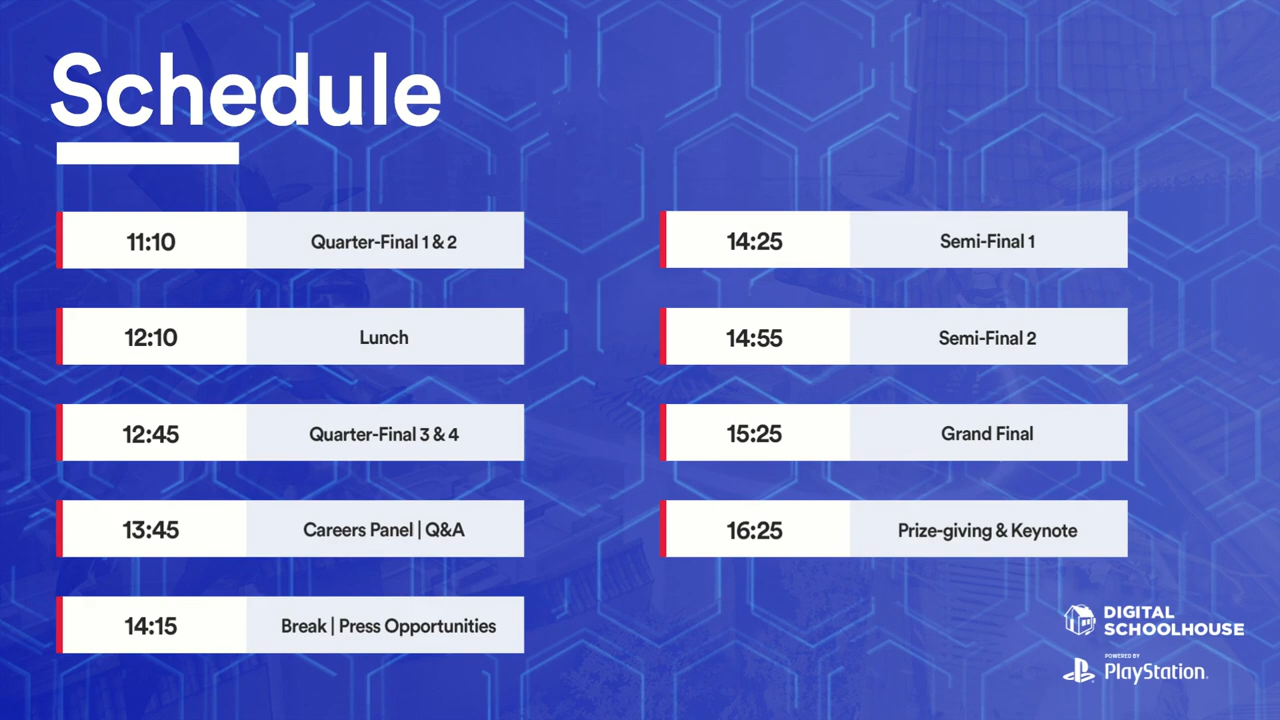 Schedule
11:10 Quarter-Final 1 & 2
12:10 Lunch
12:45 Quarter-Final 3 & 4
13:45 Careers Panel | Q&A
14:15 Break | Press Opportunities
14:25 Semi-Final 1
14:55 Semi-Final 2
15:25 Grand Final
16:25 Prize-giving & Keynote
DIGITAL
SCHOOLHOUSE
POWERED BY
PlayStation.